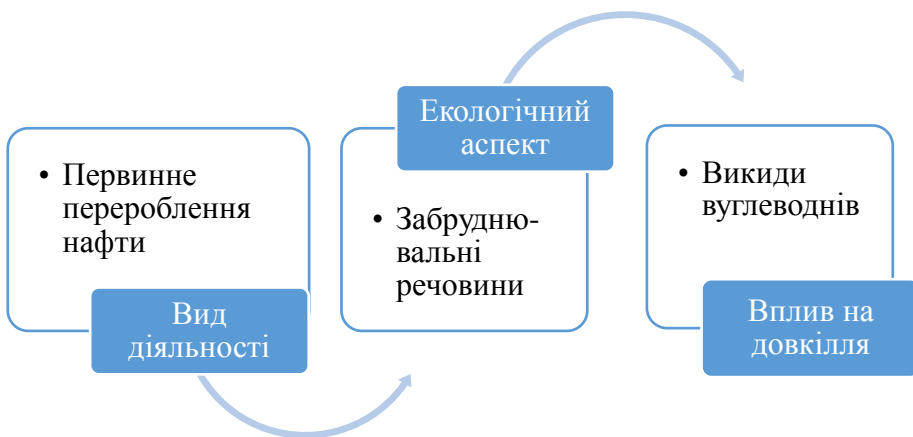 • Первинне
перероблення
нафти
Вид
діяльності
Екологічний
аспект
• Забрудню-
вальні
речовини
• Викиди
вуглеводнів
Вплив на
довкілля